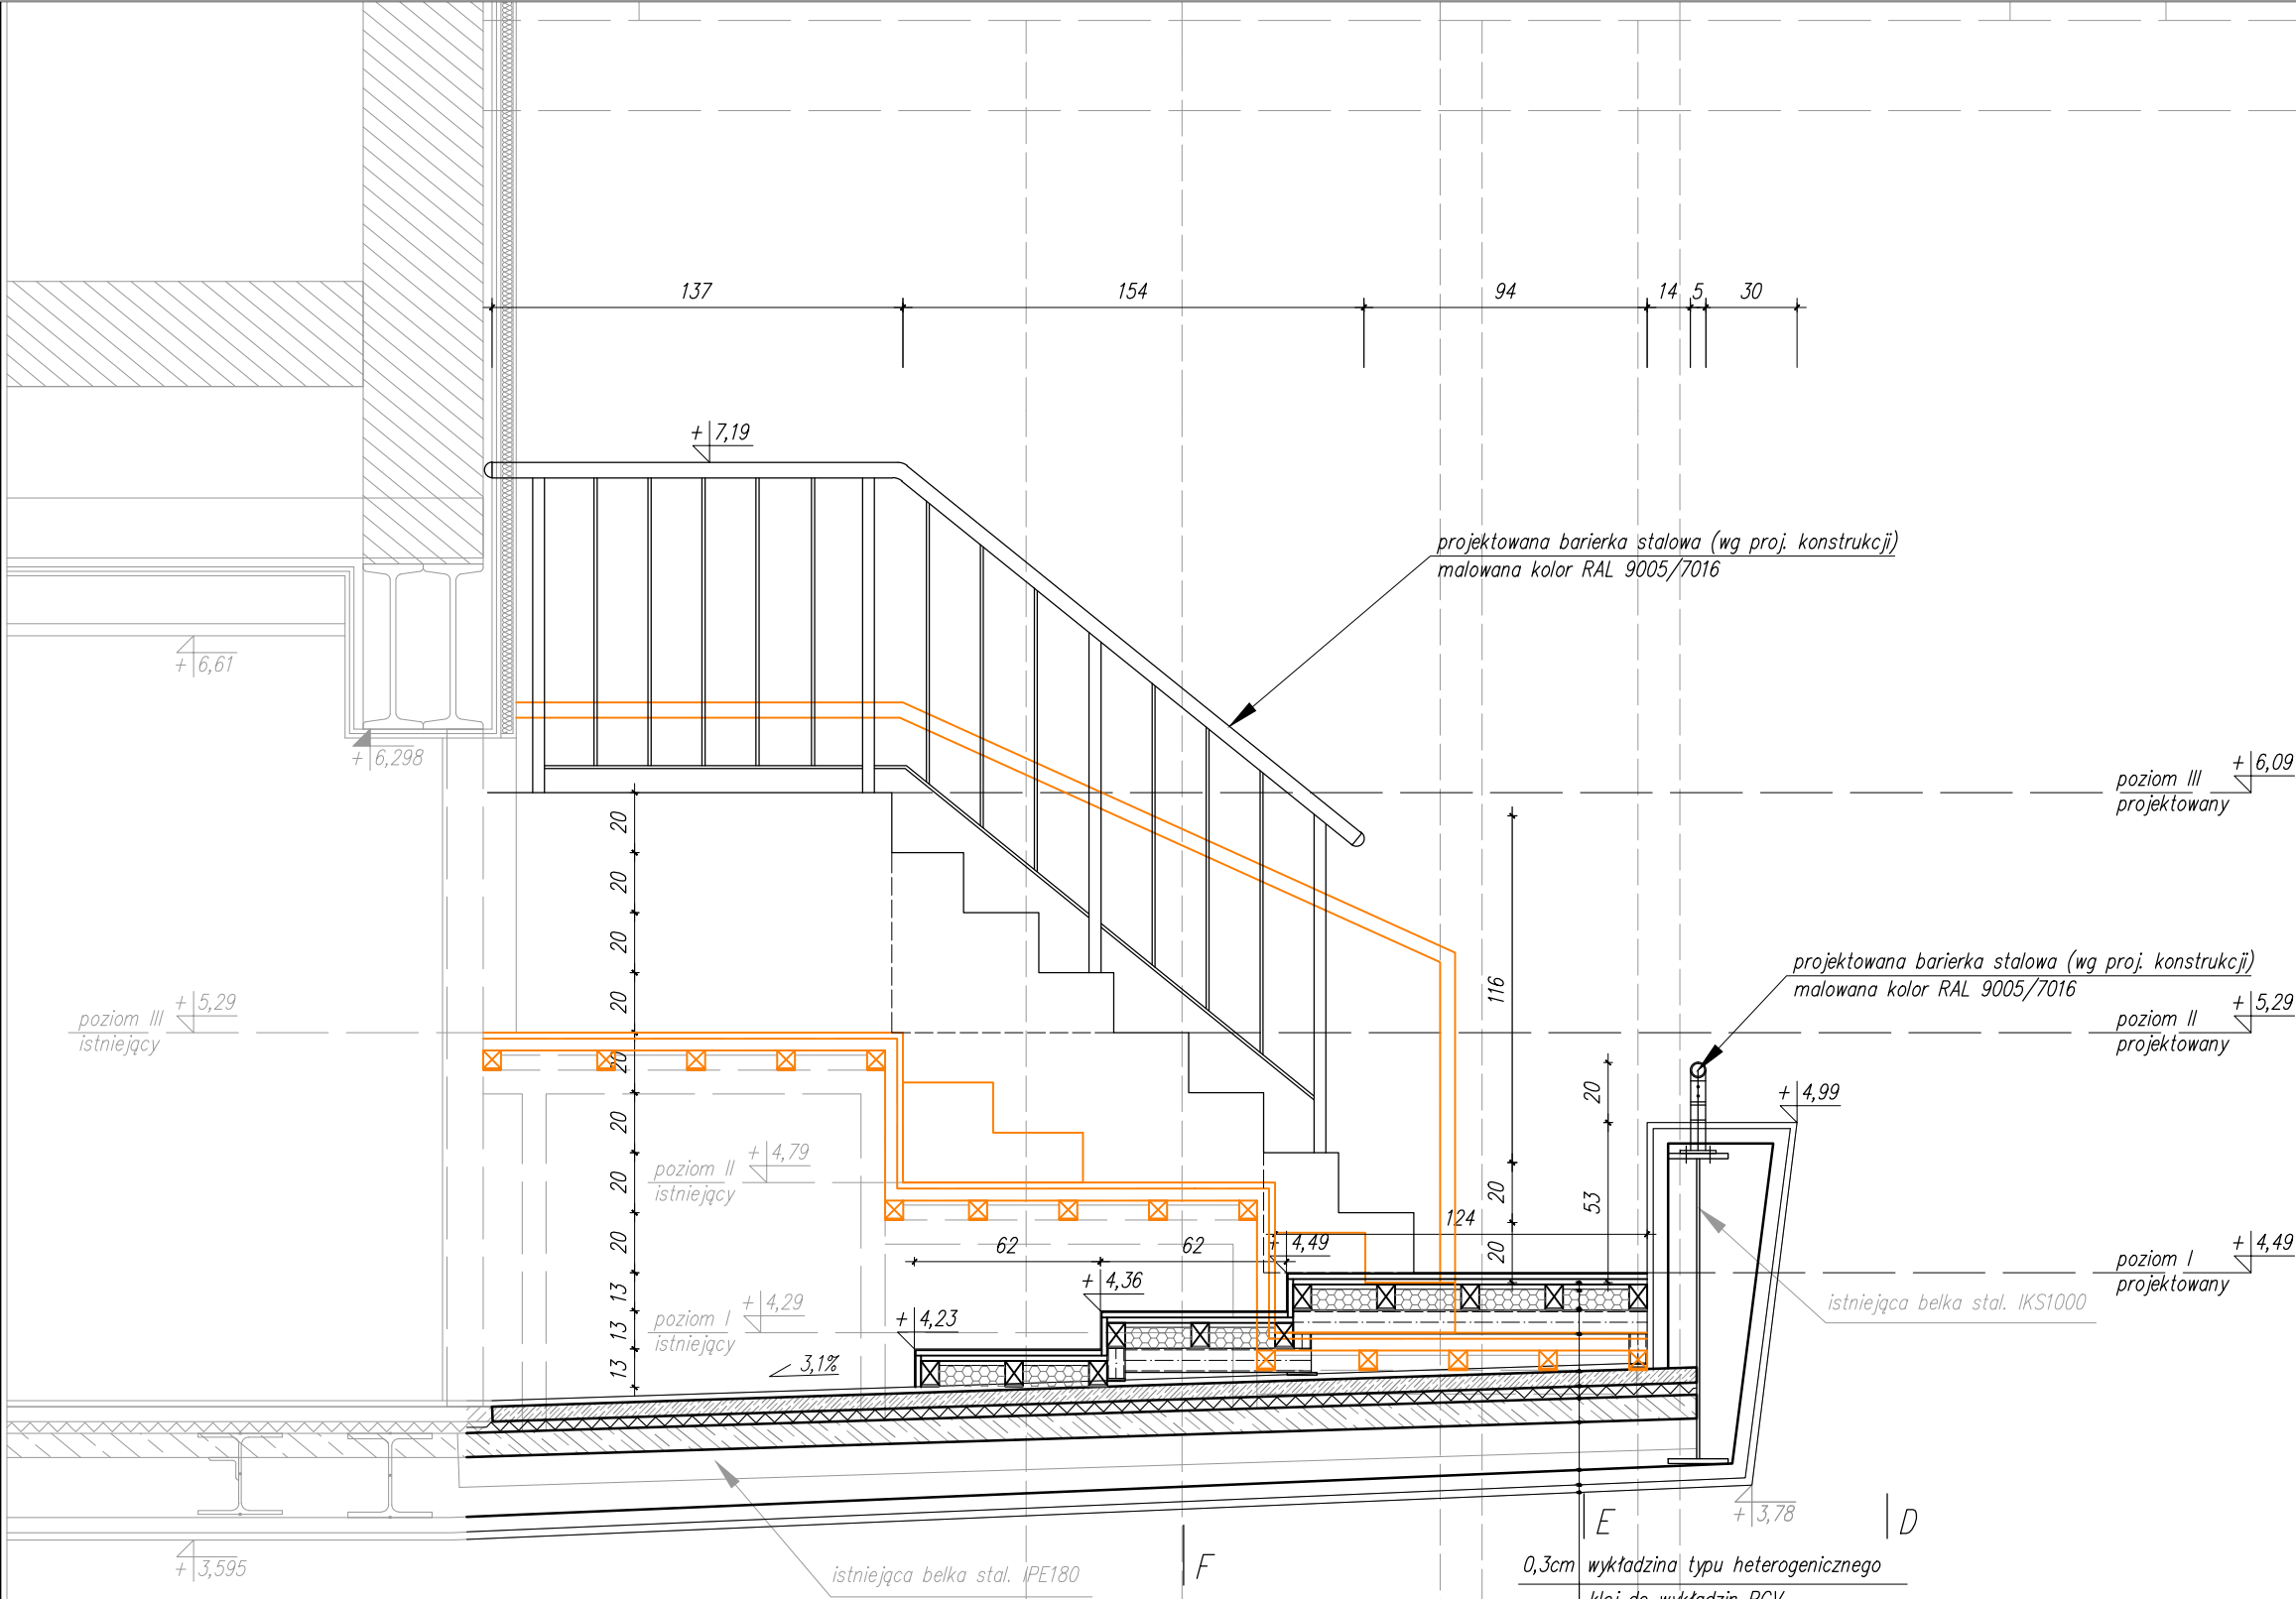 137
154
94
14
5
30
+ 7,19
projektowana barierka stalowa (wg proj. konstrukcji)
malowana kolor RAL 9005/7016
+ 6,61
+ 6,298
poziom III
projektowany
+ 6,09
20
20
20
20
20
20
20
20
13
13
13
116
20
20
projektowana barierka stalowa (wg proj. konstrukcji)
malowana kolor RAL 9005/7016
poziom III
istniejący
+ 5,29
poziom II
projektowany
+ 5,29
20
53
+ 4,99
poziom II
istniejący
+ 4,79
124
62
62
+ 4,49
+ 4,36
+ 4,23
poziom I
projektowany
+ 4,49
poziom I
istniejący
+ 4,29
istniejąca belka stal. IKS1000
3,1%
+ 3,78
E
D
F
+ 3,595
istniejąca belka stal. IPE180
0,3cm wykładzina typu heterogenicznego
klej do wykładzin PCV